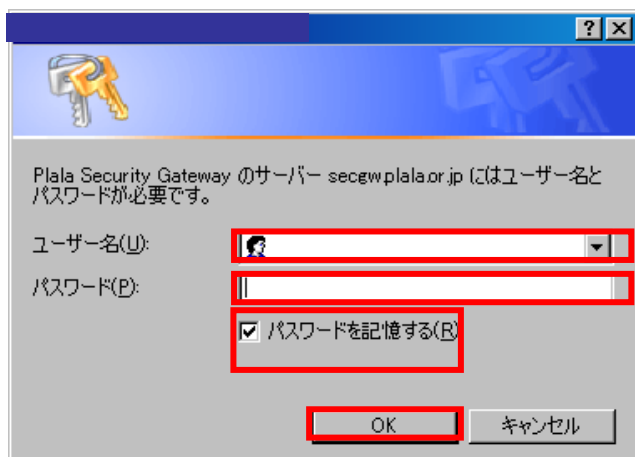 Plala Security Gateway のサーバー secgw.plala.or.jp にはユーザー名と
パスワードが必要です。
ユーザー名(U):
パスワード(P):
パスワードを記憶する(R)
OK キャンセル